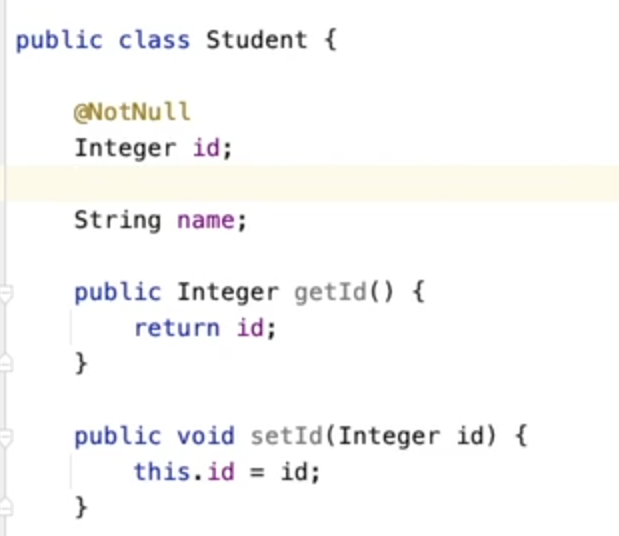 public class Student {
@NotNull
Integer id;
String name;
public Integer getId() {
return id;
}
public void setId(Integer id) {
this.id = id;
}